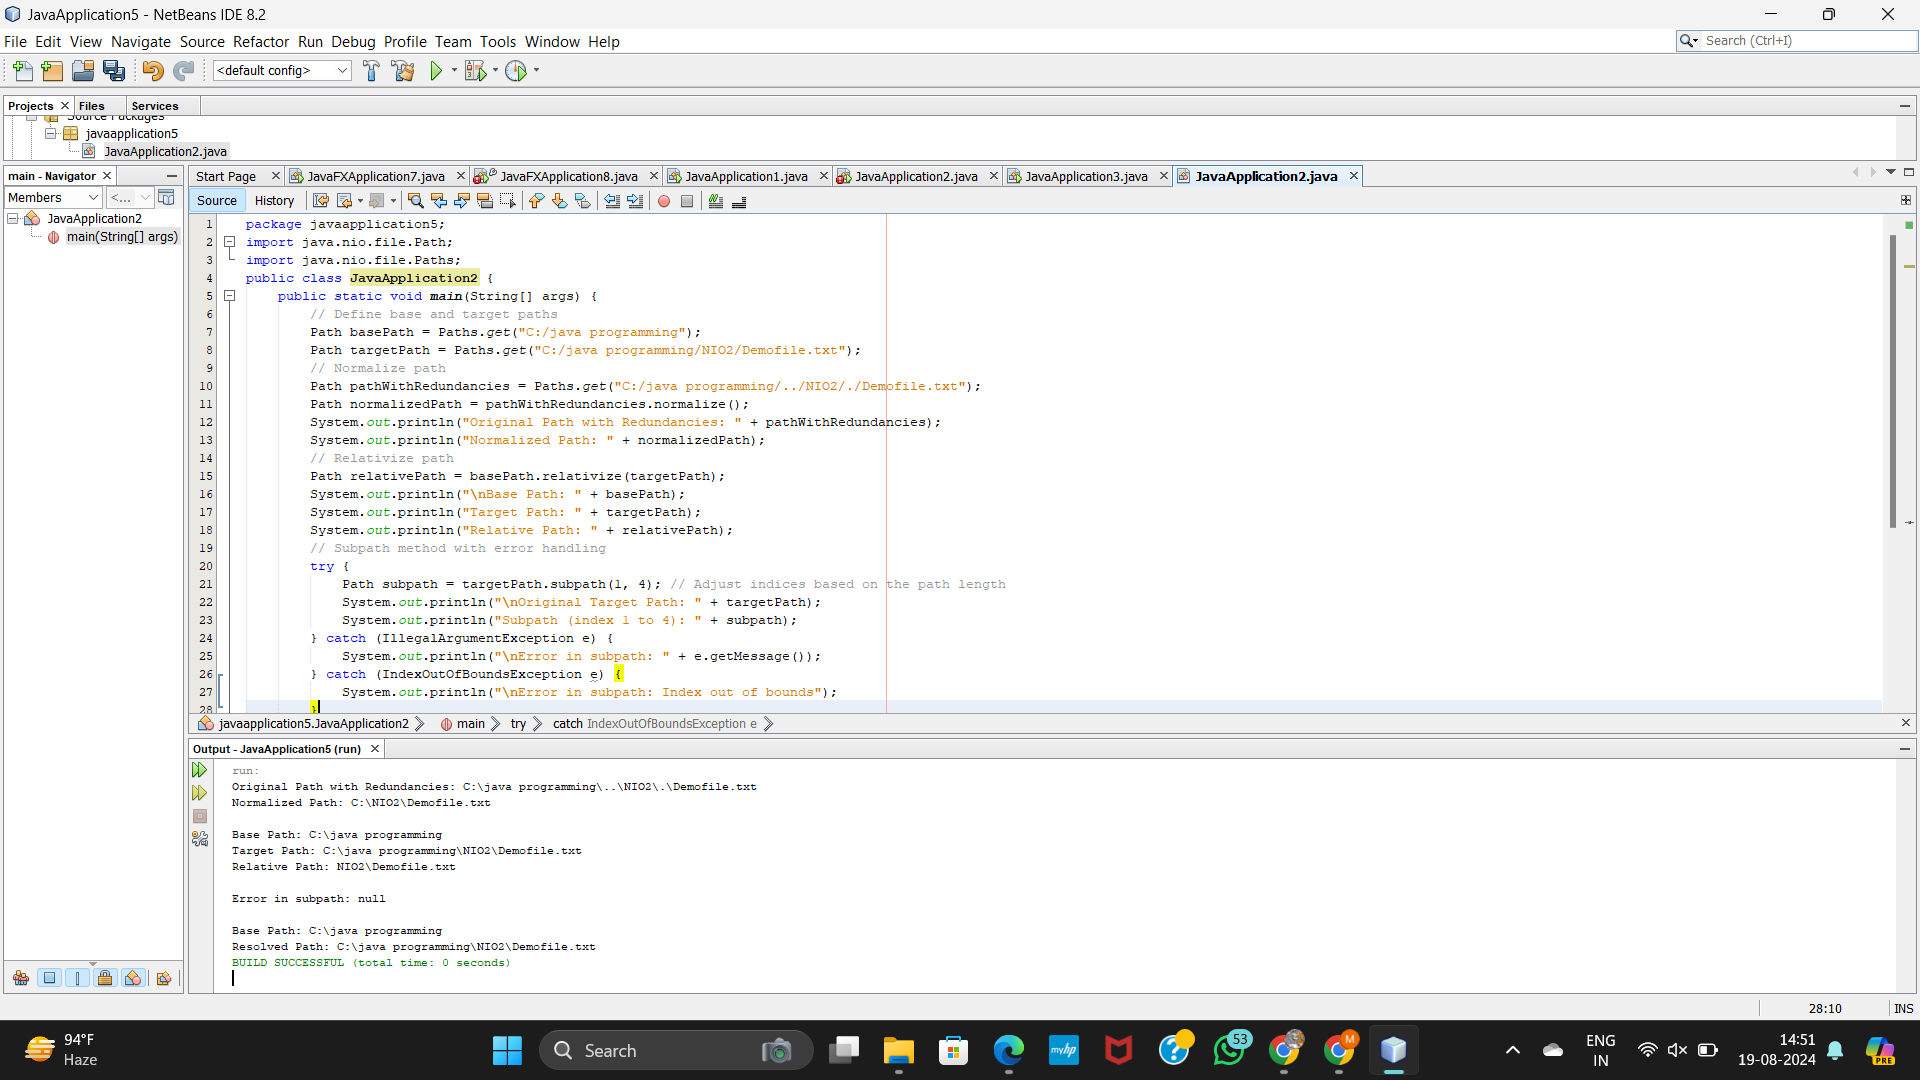 JavaApplication5 - NetBeans IDE 8.2
File Edit View Navigate Source Refactor Run Debug Profile Team Tools Window Help
Search (Ctrl+I)
<default config>
Projects Files Services
Source Packages
javaapplication5
JavaApplication2.java
main - Navigator
Members <...
JavaApplication2
main(String[] args)
Start Page JavaFXApplication7.java JavaFXApplication8.java JavaApplication1.java JavaApplication2.java JavaApplication3.java JavaApplication2.java
Source History
1 package javaapplication5;
2 import java.nio.file.Path;
3 import java.nio.file.Paths;
4 public class JavaApplication2 {
5 public static void main(String[] args) {
6 // Define base and target paths
7 Path basePath = Paths.get("C:/java programming");
8 Path targetPath = Paths.get("C:/java programming/NIO2/Demofile.txt");
9 // Normalize path
10 Path pathWithRedundancies = Paths.get("C:/java programming/../NIO2/./Demofile.txt");
11 Path normalizedPath = pathWithRedundancies.normalize();
12 System.out.println("Original Path with Redundancies: " + pathWithRedundancies);
13 System.out.println("Normalized Path: " + normalizedPath);
14 // Relativize path
15 Path relativePath = basePath.relativize(targetPath);
16 System.out.println("\nBase Path: " + basePath);
17 System.out.println("Target Path: " + targetPath);
18 System.out.println("Relative Path: " + relativePath);
19 // Subpath method with error handling
20 try {
21 Path subpath = targetPath.subpath(1, 4); // Adjust indices based on the path length
22 System.out.println("\nOriginal Target Path: " + targetPath);
23 System.out.println("Subpath (index 1 to 4): " + subpath);
24 } catch (IllegalArgumentException e) {
25 System.out.println("\nError in subpath: " + e.getMessage());
26 } catch (IndexOutOfBoundsException e) {
27 System.out.println("\nError in subpath: Index out of bounds");
28 }
javaapplication5.JavaApplication2 main try catch IndexOutOfBoundsException e
Output - JavaApplication5 (run)
run:
Original Path with Redundancies: C:\java programming\..\NIO2\.\Demofile.txt
Normalized Path: C:\NIO2\Demofile.txt
Base Path: C:\java programming
Target Path: C:\java programming\NIO2\Demofile.txt
Relative Path: NIO2\Demofile.txt
Error in subpath: null
Base Path: C:\java programming
Resolved Path: C:\java programming\NIO2\Demofile.txt
BUILD SUCCESSFUL (total time: 0 seconds)
28:10 INS
94°F
Haze
Search
myhp
53
M
ENG
IN
14:51
19-08-2024
PRE